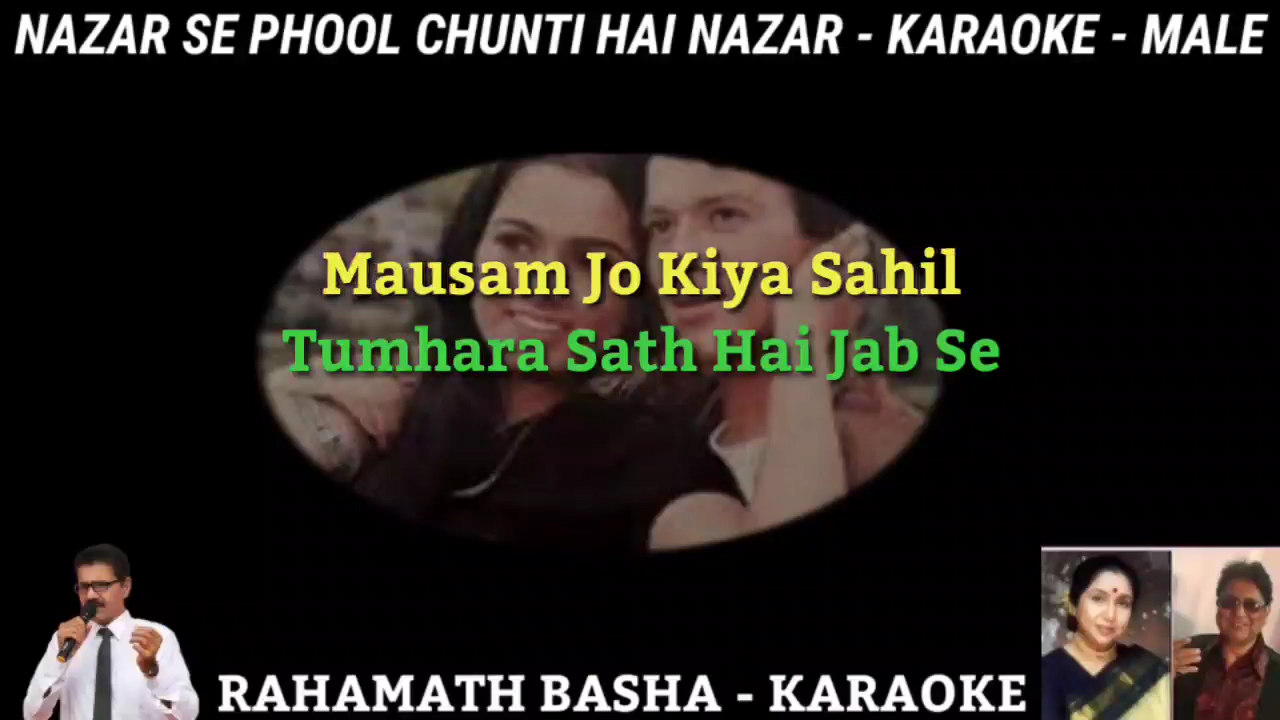 NAZAR SE PHOOL CHUNTI HAI NAZAR - KARAOKE - MALE
Mausam Jo Kiya Sahil
Tumhara Sath Hai Jab Se
RAHAMATH BASHA - KARAOKE